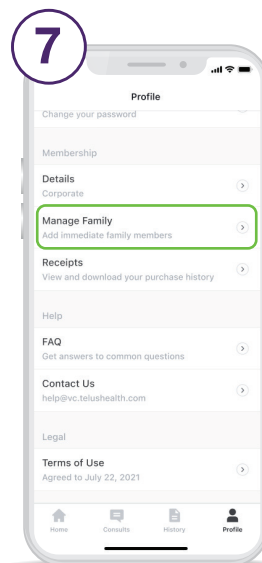 7
Profile
Change your password
Membership
Details
Corporate
Manage Family
Add immediate family members
Receipts
View and download your purchase history
Help
FAQ
Get answers to common questions
Contact Us
help@vc.telushealth.com
Legal
Terms of Use
Agreed to July 22, 2021
Home Consults History Profile